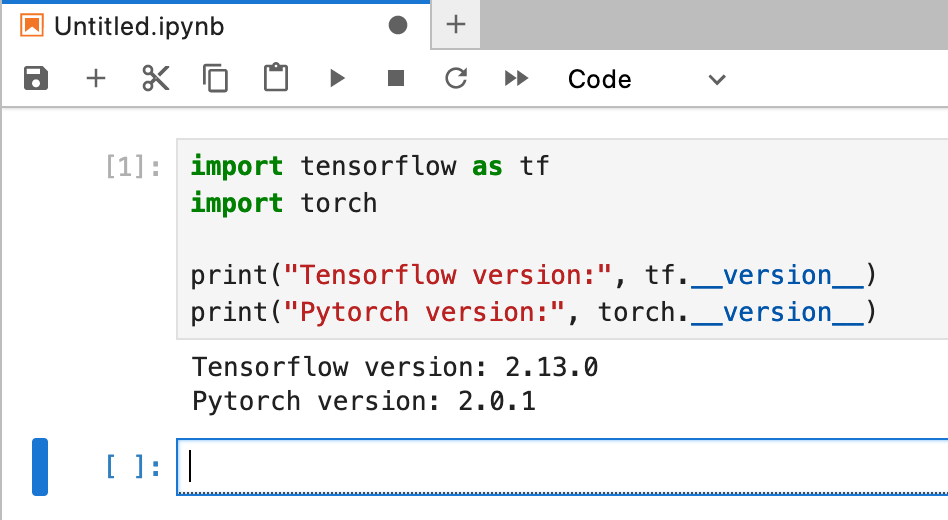 Untitled.ipynb
Code
[1]:
import tensorflow as tf
import torch

print("Tensorflow version:", tf.__version__)
print("Pytorch version:", torch.__version__)
Tensorflow version: 2.13.0
Pytorch version: 2.0.1
[ ]: